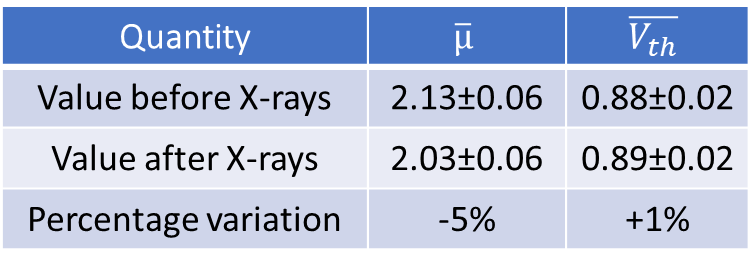 Quantity μ̅ V̅t̅h̅
Value before X-rays 2.13±0.06 0.88±0.02
Value after X-rays 2.03±0.06 0.89±0.02
Percentage variation -5% +1%